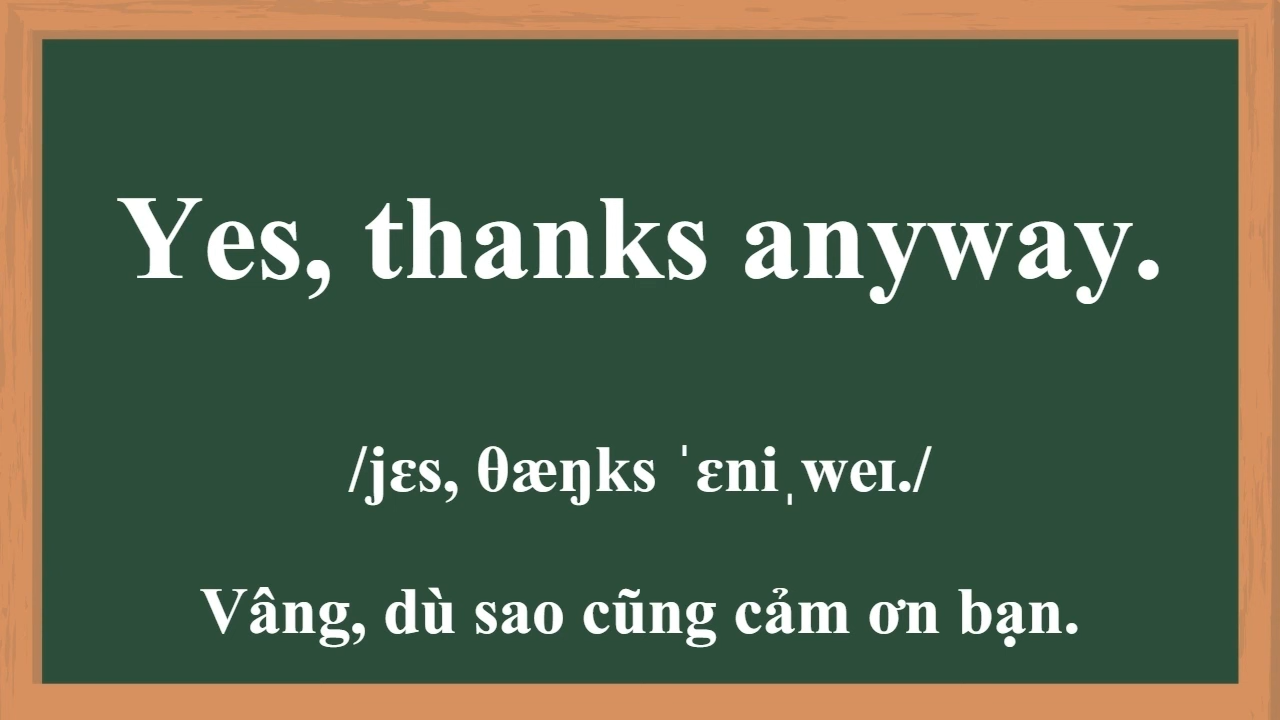 Yes, thanks anyway.
/jɛs, θæŋks ˈɛniˌweɪ./
Vâng, dù sao cũng cảm ơn bạn.